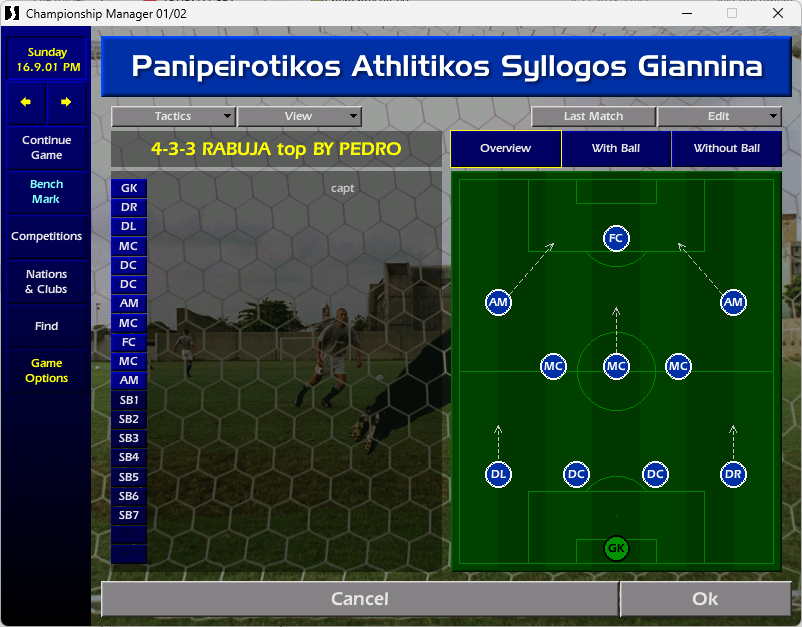 Championship Manager 01/02
Sunday
16.9.01 PM
Panipeirotikos Athlitikos Syllogos Giannina
Tactics
View
Last Match
Edit
Continue
Game
Bench
Mark
Competitions
Nations
& Clubs
Find
Game
Options
4-3-3 RABUJA top BY PEDRO
Overview
With Ball
Without Ball
GK
capt
DR
DL
MC
DC
DC
AM
MC
FC
MC
AM
SB1
SB2
SB3
SB4
SB5
SB6
SB7
FC
AM
AM
MC
MC
MC
DL
DC
DC
DR
GK
Cancel
Ok